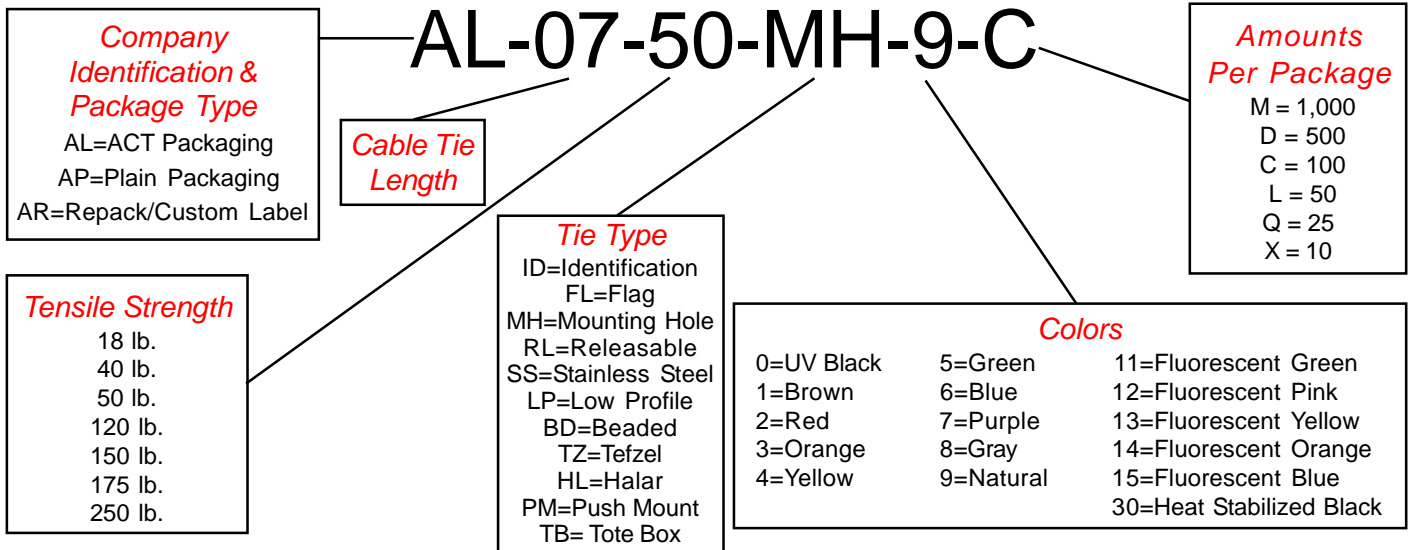 AL-07-50-MH-9-C
Company
Identification &
Package Type
AL=ACT Packaging
AP=Plain Packaging
AR=Repack/Custom Label
Cable Tie
Length
Amounts
Per Package
M = 1,000
D = 500
C = 100
L = 50
Q = 25
X = 10
Tensile Strength
18 lb.
40 lb.
50 lb.
120 lb.
150 lb.
175 lb.
250 lb.
Tie Type
ID=Identification
FL=Flag
MH=Mounting Hole
RL=Releasable
SS=Stainless Steel
LP=Low Profile
BD=Beaded
TZ=Tefzel
HL=Halar
PM=Push Mount
TB= Tote Box
Colors
0=UV Black
1=Brown
2=Red
3=Orange
4=Yellow
5=Green
6=Blue
7=Purple
8=Gray
9=Natural
11=Fluorescent Green
12=Fluorescent Pink
13=Fluorescent Yellow
14=Fluorescent Orange
15=Fluorescent Blue
30=Heat Stabilized Black